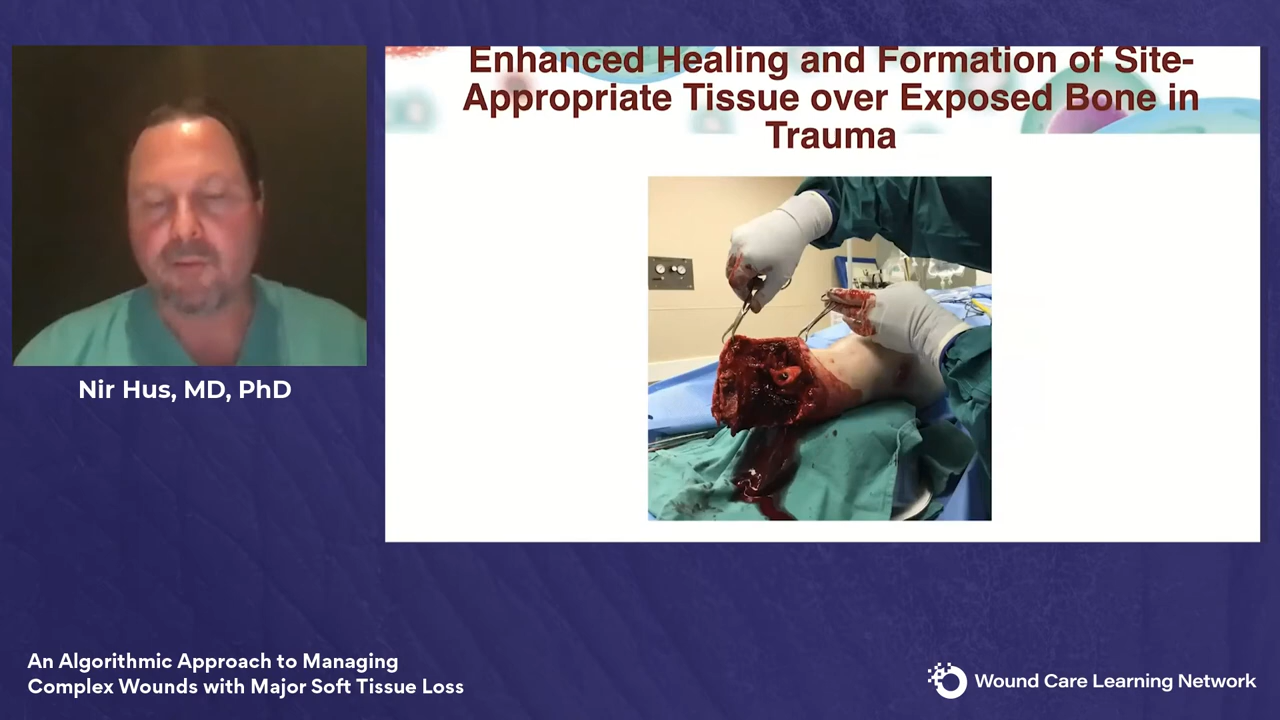 Enhanced Healing and Formation of Site-
Appropriate Tissue over Exposed Bone in
Trauma
Nir Hus, MD, PhD
An Algorithmic Approach to Managing
Complex Wounds with Major Soft Tissue Loss
Wound Care Learning Network